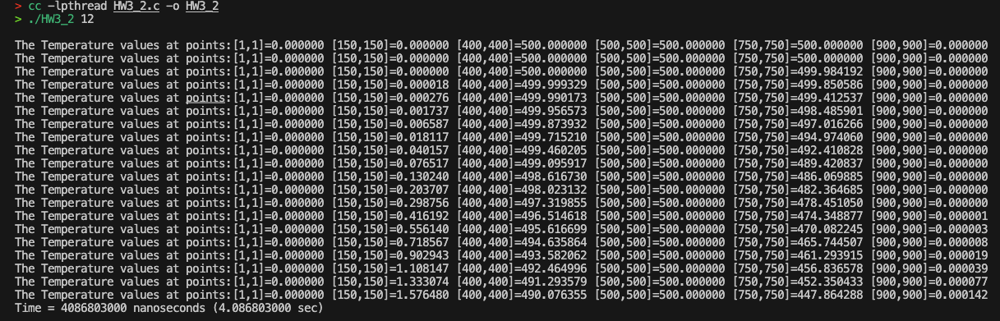 > cc -lpthread HW3_2.c -o HW3_2
> ./HW3_2 12
The Temperature values at points:[1,1]=0.000000 [150,150]=0.000000 [400,400]=500.000000 [500,500]=500.000000 [750,750]=500.000000 [900,900]=0.000000
The Temperature values at points:[1,1]=0.000000 [150,150]=0.000000 [400,400]=500.000000 [500,500]=500.000000 [750,750]=500.000000 [900,900]=0.000000
The Temperature values at points:[1,1]=0.000000 [150,150]=0.000000 [400,400]=500.000000 [500,500]=500.000000 [750,750]=499.984192 [900,900]=0.000000
The Temperature values at points:[1,1]=0.000000 [150,150]=0.000018 [400,400]=499.999329 [500,500]=500.000000 [750,750]=499.850586 [900,900]=0.000000
The Temperature values at points:[1,1]=0.000000 [150,150]=0.000276 [400,400]=499.990173 [500,500]=500.000000 [750,750]=499.412537 [900,900]=0.000000
The Temperature values at points:[1,1]=0.000000 [150,150]=0.001737 [400,400]=499.956573 [500,500]=500.000000 [750,750]=498.485901 [900,900]=0.000000
The Temperature values at points:[1,1]=0.000000 [150,150]=0.006587 [400,400]=499.873932 [500,500]=500.000000 [750,750]=497.016266 [900,900]=0.000000
The Temperature values at points:[1,1]=0.000000 [150,150]=0.018117 [400,400]=499.715210 [500,500]=500.000000 [750,750]=494.974060 [900,900]=0.000000
The Temperature values at points:[1,1]=0.000000 [150,150]=0.040157 [400,400]=499.460205 [500,500]=500.000000 [750,750]=492.410828 [900,900]=0.000000
The Temperature values at points:[1,1]=0.000000 [150,150]=0.076517 [400,400]=499.095917 [500,500]=500.000000 [750,750]=489.420837 [900,900]=0.000000
The Temperature values at points:[1,1]=0.000000 [150,150]=0.130240 [400,400]=498.616730 [500,500]=500.000000 [750,750]=486.069885 [900,900]=0.000000
The Temperature values at points:[1,1]=0.000000 [150,150]=0.203707 [400,400]=498.023132 [500,500]=500.000000 [750,750]=482.364685 [900,900]=0.000000
The Temperature values at points:[1,1]=0.000000 [150,150]=0.298756 [400,400]=497.319855 [500,500]=500.000000 [750,750]=478.451050 [900,900]=0.000000
The Temperature values at points:[1,1]=0.000000 [150,150]=0.416192 [400,400]=496.514618 [500,500]=500.000000 [750,750]=474.348877 [900,900]=0.000001
The Temperature values at points:[1,1]=0.000000 [150,150]=0.556140 [400,400]=495.616699 [500,500]=500.000000 [750,750]=470.082245 [900,900]=0.000003
The Temperature values at points:[1,1]=0.000000 [150,150]=0.718567 [400,400]=494.635864 [500,500]=500.000000 [750,750]=465.744507 [900,900]=0.000008
The Temperature values at points:[1,1]=0.000000 [150,150]=0.902943 [400,400]=493.582062 [500,500]=500.000000 [750,750]=461.293915 [900,900]=0.000019
The Temperature values at points:[1,1]=0.000000 [150,150]=1.108147 [400,400]=492.464996 [500,500]=500.000000 [750,750]=456.836578 [900,900]=0.000039
The Temperature values at points:[1,1]=0.000000 [150,150]=1.333074 [400,400]=491.293579 [500,500]=500.000000 [750,750]=452.350433 [900,900]=0.000077
The Temperature values at points:[1,1]=0.000000 [150,150]=1.576480 [400,400]=490.076355 [500,500]=500.000000 [750,750]=447.864288 [900,900]=0.000142
Time = 4086803000 nanoseconds (4.086803000 sec)